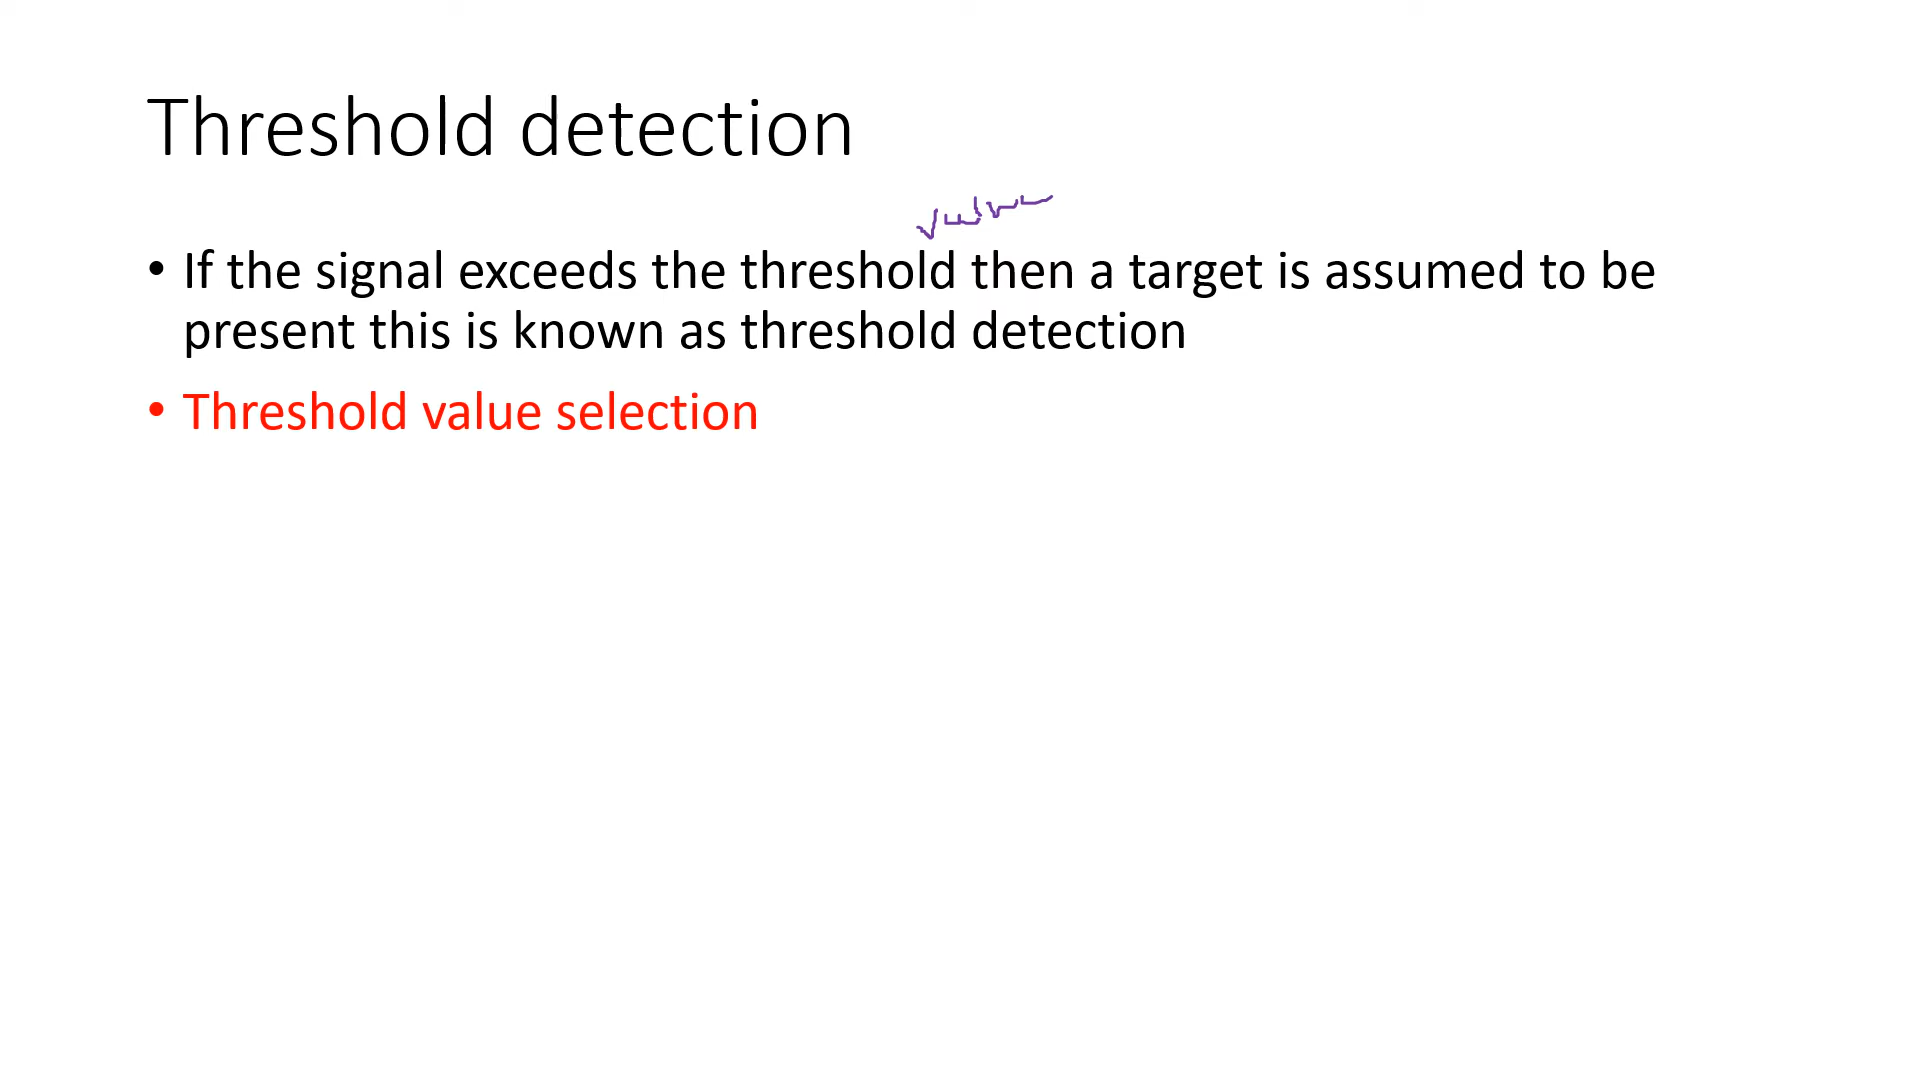 Threshold detection
value
• If the signal exceeds the threshold then a target is assumed to be
present this is known as threshold detection
• Threshold value selection